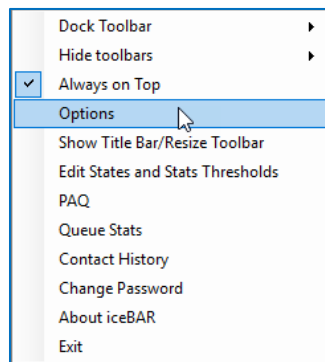 Dock Toolbar
Hide toolbars
Always on Top
Options
Show Title Bar/Resize Toolbar
Edit States and Stats Thresholds
PAQ
Queue Stats
Contact History
Change Password
About iceBAR
Exit